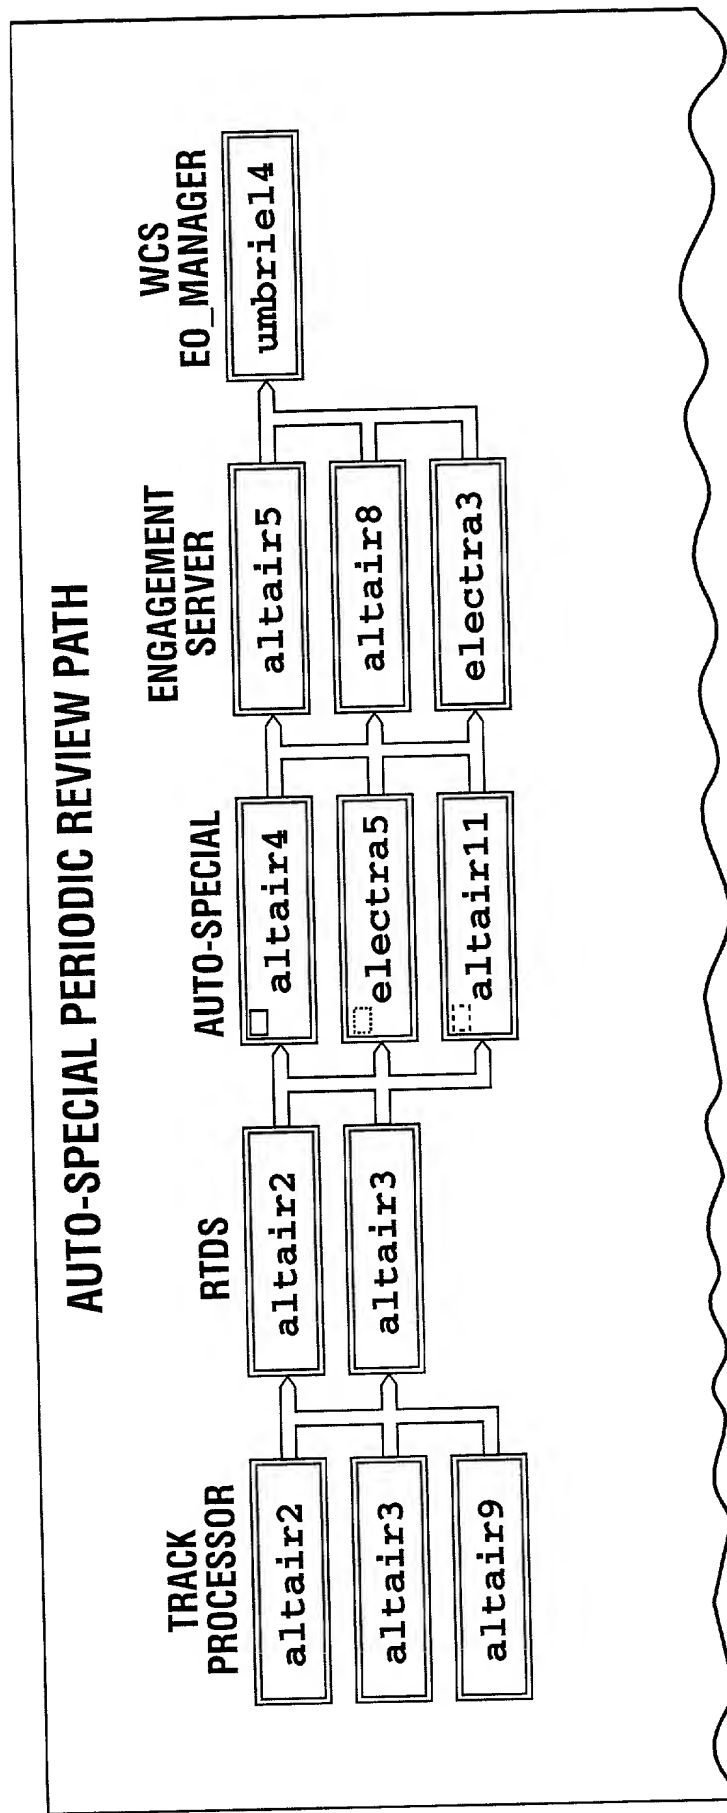 AUTO-SPECIAL PERIODIC REVIEW PATH
TRACK
PROCESSOR
altair2
altair3
altair9
RTDS
altair2
altair3
AUTO-SPECIAL
altair4
electra5
altair11
ENGAGEMENT
SERVER
altair5
altair8
electra3
WCS
EO_MANAGER
umbriel4